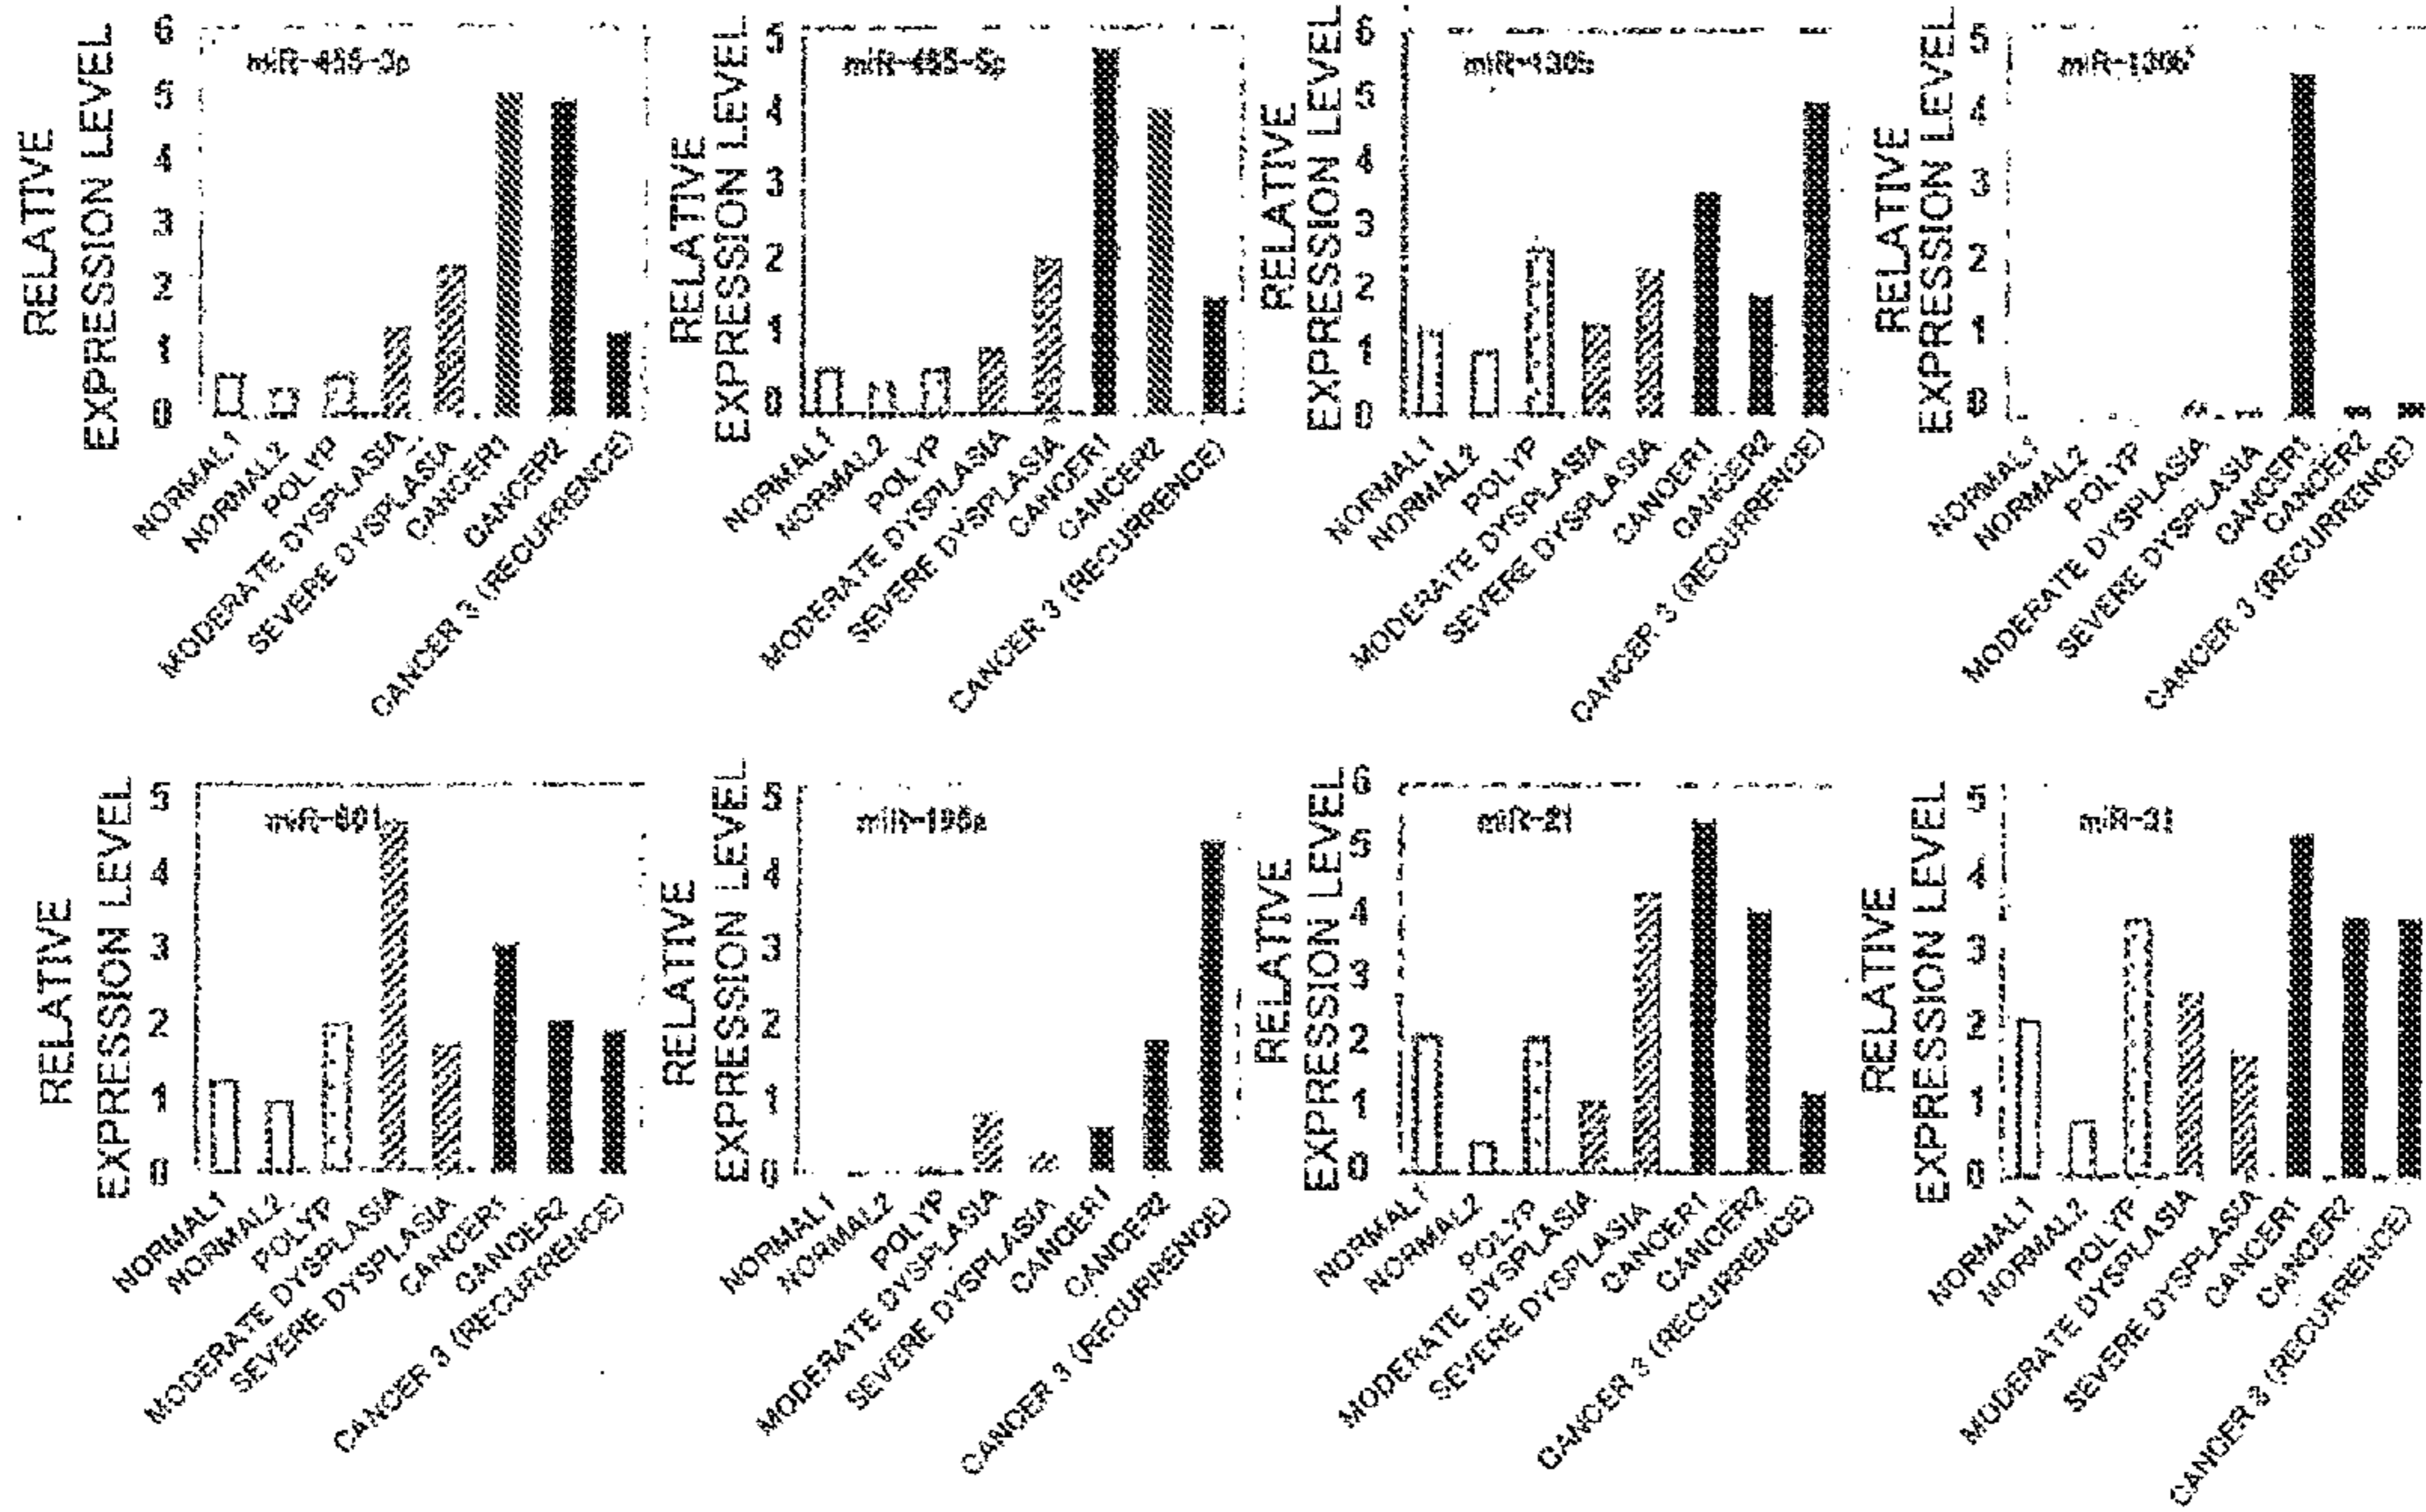 RELATIVE
EXPRESSION LEVEL
6
5
4
3
2
1
0
NORMAL1
NORMAL2
POLYP
MODERATE DYSPLASIA
SEVERE DYSPLASIA
CANCER1
CANCER2
CANCER 3 (RECURRENCE)
RELATIVE
EXPRESSION LEVEL
5
4
3
2
1
0
NORMAL1
NORMAL2
POLYP
MODERATE DYSPLASIA
SEVERE DYSPLASIA
CANCER1
CANCER2
CANCER 3 (RECURRENCE)
RELATIVE
EXPRESSION LEVEL
miR-130b
6
5
4
3
2
1
0
NORMAL1
NORMAL2
POLYP
MODERATE DYSPLASIA
SEVERE DYSPLASIA
CANCER1
CANCER2
CANCER 3 (RECURRENCE)
RELATIVE
EXPRESSION LEVEL
5
4
3
2
1
0
NORMAL1
NORMAL2
POLYP
MODERATE DYSPLASIA
SEVERE DYSPLASIA
CANCER1
CANCER2
CANCER 3 (RECURRENCE)
RELATIVE
EXPRESSION LEVEL
5
4
3
2
1
0
NORMAL1
NORMAL2
POLYP
MODERATE DYSPLASIA
SEVERE DYSPLASIA
CANCER1
CANCER2
CANCER 3 (RECURRENCE)
RELATIVE
EXPRESSION LEVEL
5
4
3
2
1
0
NORMAL1
NORMAL2
POLYP
MODERATE DYSPLASIA
SEVERE DYSPLASIA
CANCER1
CANCER2
CANCER 3 (RECURRENCE)
RELATIVE
EXPRESSION LEVEL
miR-21
6
5
4
3
2
1
0
NORMAL1
NORMAL2
POLYP
MODERATE DYSPLASIA
SEVERE DYSPLASIA
CANCER1
CANCER2
CANCER 3 (RECURRENCE)
RELATIVE
EXPRESSION LEVEL
miR-31
5
4
3
2
1
0
NORMAL1
NORMAL2
POLYP
MODERATE DYSPLASIA
SEVERE DYSPLASIA
CANCER1
CANCER2
CANCER 3 (RECURRENCE)